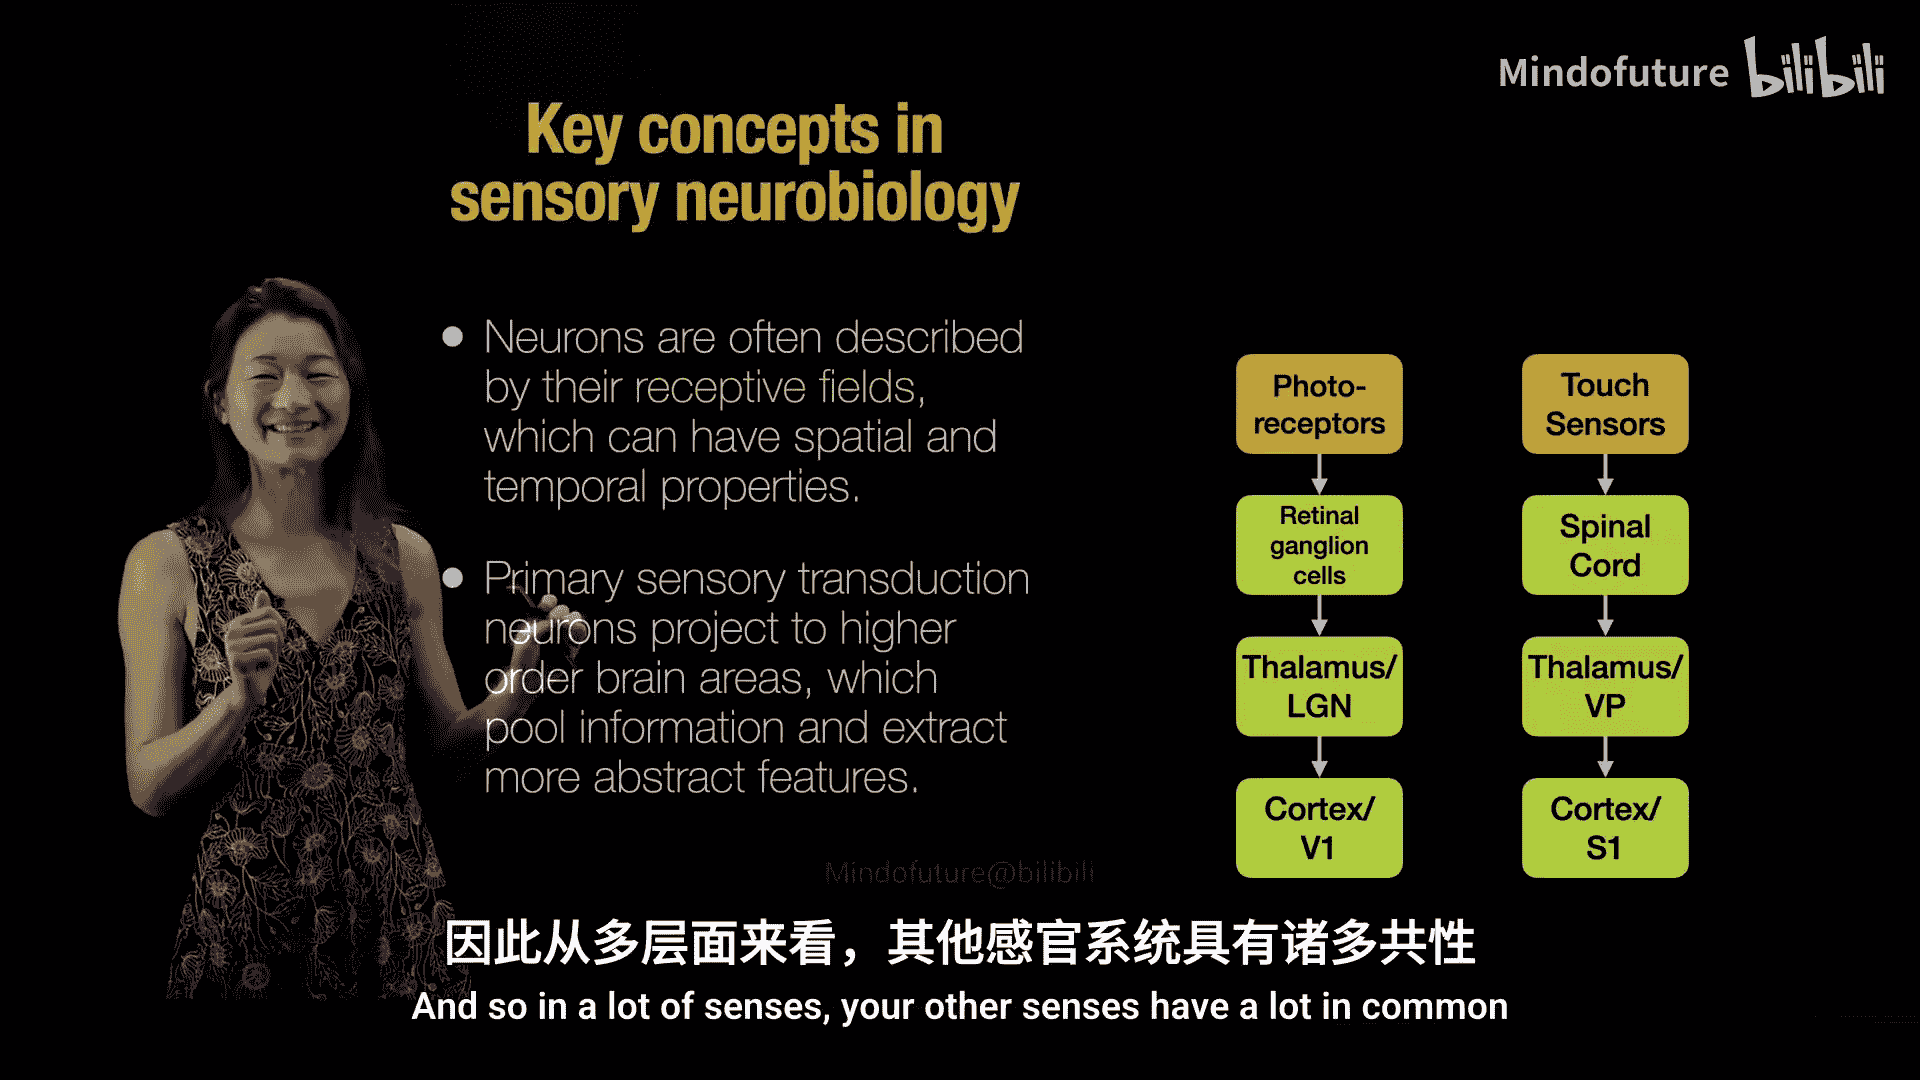 Mindofuture bilibili
Key concepts in
sensory neurobiology
Neurons are often described
by their receptive fields,
which can have spatial and
temporal properties.
Primary sensory transduction
neurons project to higher
order brain areas, which
pool information and extract
more abstract features.
Photo-
receptors
Retinal
ganglion
cells
Thalamus/
LGN
Cortex/
V1
Touch
Sensors
Spinal
Cord
Thalamus/
VP
Cortex/
S1
Mindofuture@bilibili
因此从多层面来看，其他感官系统具有诸多共性
And so in a lot of senses, your other senses have a lot in common